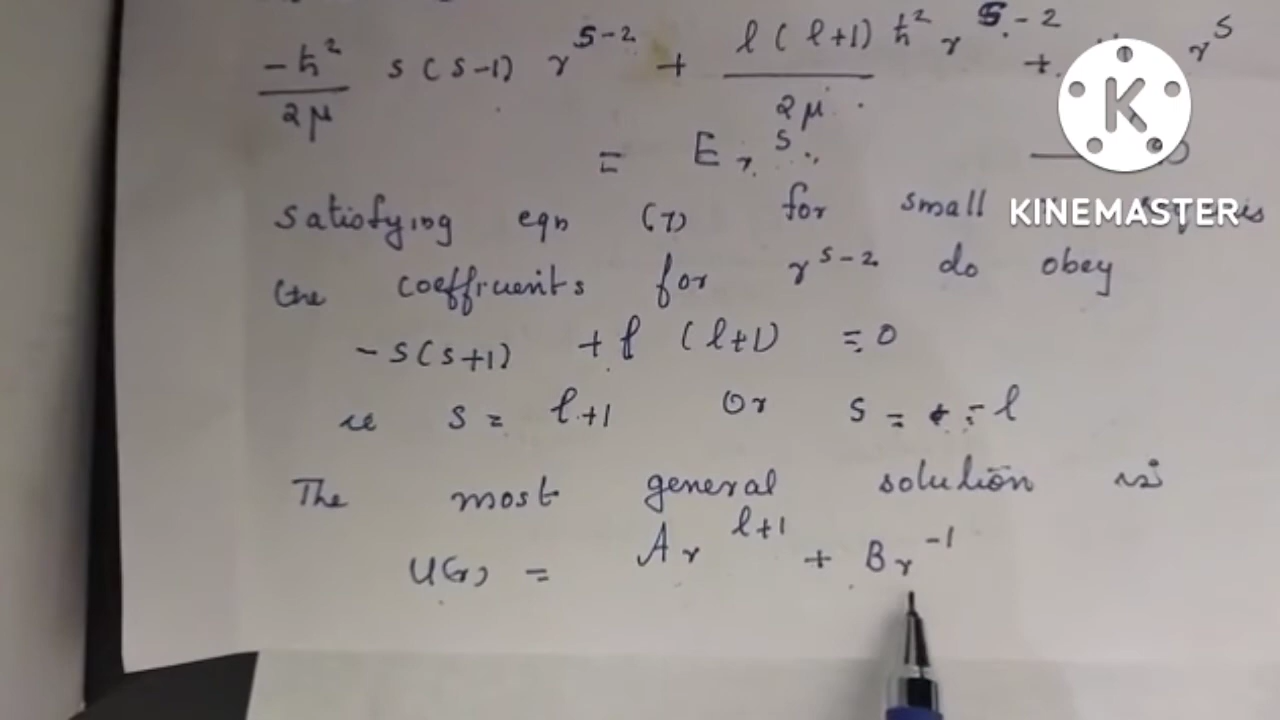 -ħ²/2μ s(s-1) r^{s-2} + l(l+1) ħ² r^{s-2}/2μ + r^s
= E r^s
satisfying eqn (7) for small
the coefficients for r^{s-2} do obey
-s(s+1) + l (l+1) = 0
ie s = l+1 or s = -l
The most general solution is
U(r) = A r^{l+1} + B r^{-1}
K
KINEMASTER